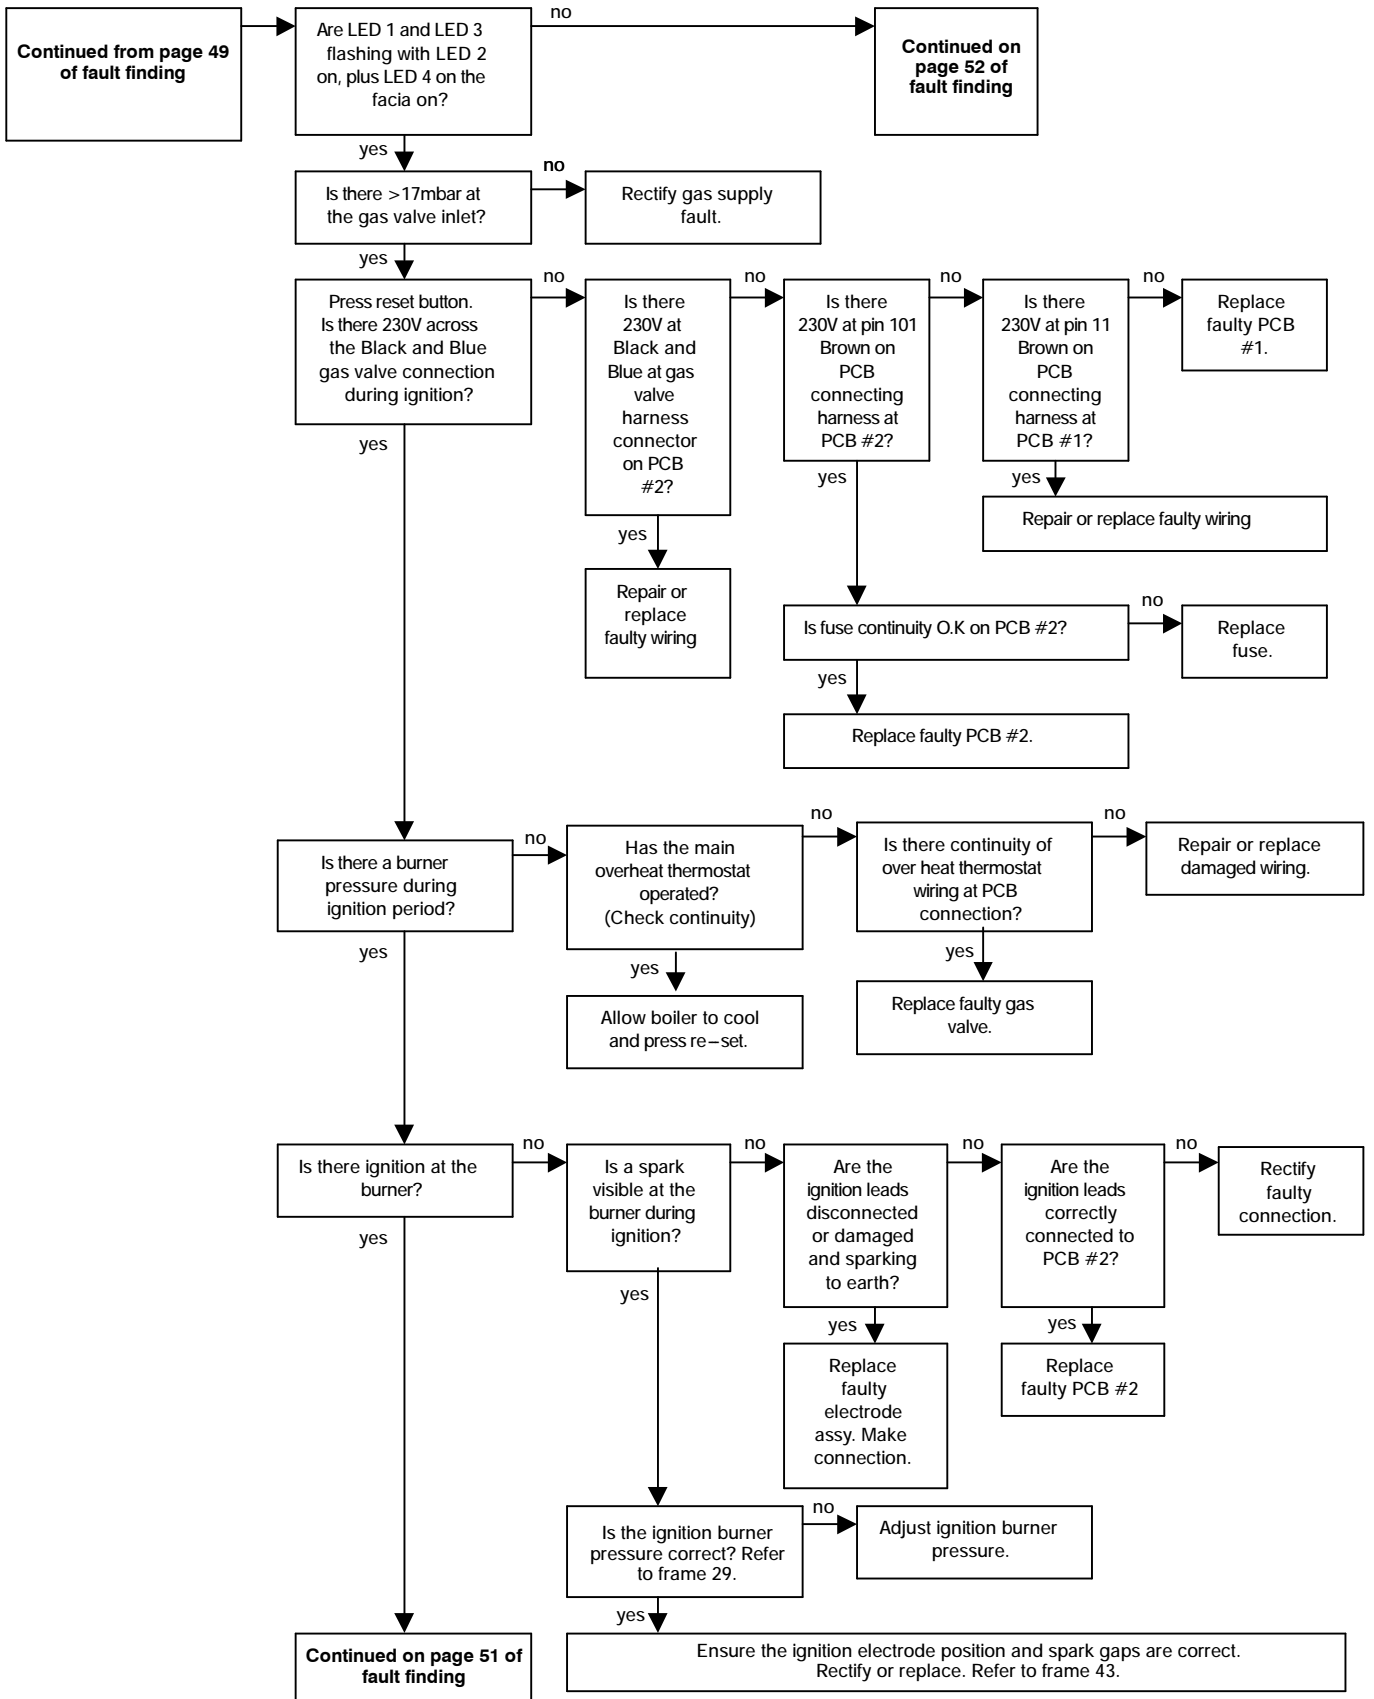 Continued from page 49
of fault finding
Are LED 1 and LED 3
flashing with LED 2
on, plus LED 4 on the
facia on?
no
Continued on
page 52 of
fault finding
yes
Is there >17mbar at
the gas valve inlet?
no
Rectify gas supply
fault.
yes
Press reset button.
Is there 230V across
the Black and Blue
gas valve connection
during ignition?
no
Is there
230V at
Black and
Blue at gas
valve
harness
connector
on PCB
#2?
no
Is there
230V at pin 101
Brown on
PCB
connecting
harness at
PCB #2?
no
Is there
230V at pin 11
Brown on
PCB
connecting
harness at
PCB #1?
no
Replace
faulty PCB
#1.
yes
yes
yes
Repair or replace faulty wiring
yes
Repair or
replace
faulty wiring
Is fuse continuity O.K on PCB #2?
no
Replace
fuse.
yes
Replace faulty PCB #2.
Is there a burner
pressure during
ignition period?
no
Has the main
overheat thermostat
operated?
(Check continuity)
no
Is there continuity of
over heat thermostat
wiring at PCB
connection?
no
Repair or replace
damaged wiring.
yes
yes
Allow boiler to cool
and press re-set.
yes
Replace faulty gas
valve.
Is there ignition at the
burner?
no
Is a spark
visible at the
burner during
ignition?
no
Are the
ignition leads
disconnected
or damaged
and sparking
to earth?
no
Are the
ignition leads
correctly
connected to
PCB #2?
no
Rectify
faulty
connection.
yes
yes
yes
Replace
faulty
electrode
assy. Make
connection.
yes
Replace
faulty PCB #2
Is the ignition burner
pressure correct? Refer
to frame 29.
no
Adjust ignition burner
pressure.
yes
Continued on page 51 of
fault finding
Ensure the ignition electrode position and spark gaps are correct.
Rectify or replace. Refer to frame 43.